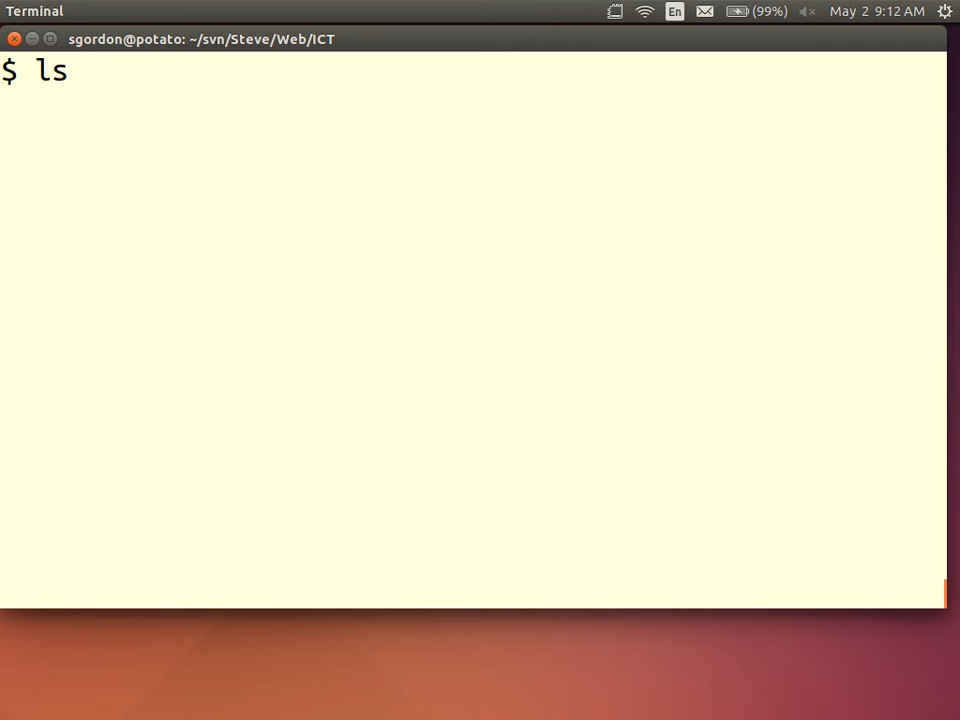 Terminal
En
(99%)
May 2 9:12 AM
sgordon@potato: ~/svn/Steve/Web/ICT
$ ls